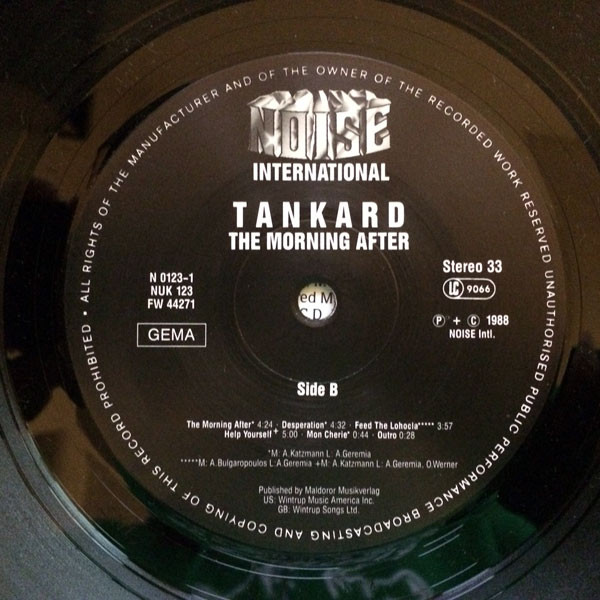 ALL RIGHTS OF THE MANUFACTURER AND OF THE OWNER OF THE RECORDED WORK RESERVED UNAUTHORISED PUBLIC PERFORMANCE BROADCASTING AND COPYING OF THIS RECORD PROHIBITED •
NOISE
INTERNATIONAL
TANKARD
THE MORNING AFTER
N 0123-1
NUK 123
FW 44271
GEMA
Stereo 33
LC 9066
℗ + © 1988
NOISE Intl.
ed M
C D
Side B
The Morning After* 4:24 · Desperation* 4:32 · Feed The Lohocla***** 3:57
Help Yourself+ 5:00 · Mon Cherie* 0:44 · Outro 0:28
*M: A.Katzmann L: A.Geremia
*****M: A.Bulgaropoulos L:A.Geremia +M: A.Katzmann L: A.Geremia, O.Werner
Published by Maldoror Musikverlag
US: Wintrup Music America Inc.
GB: Wintrup Songs Ltd.